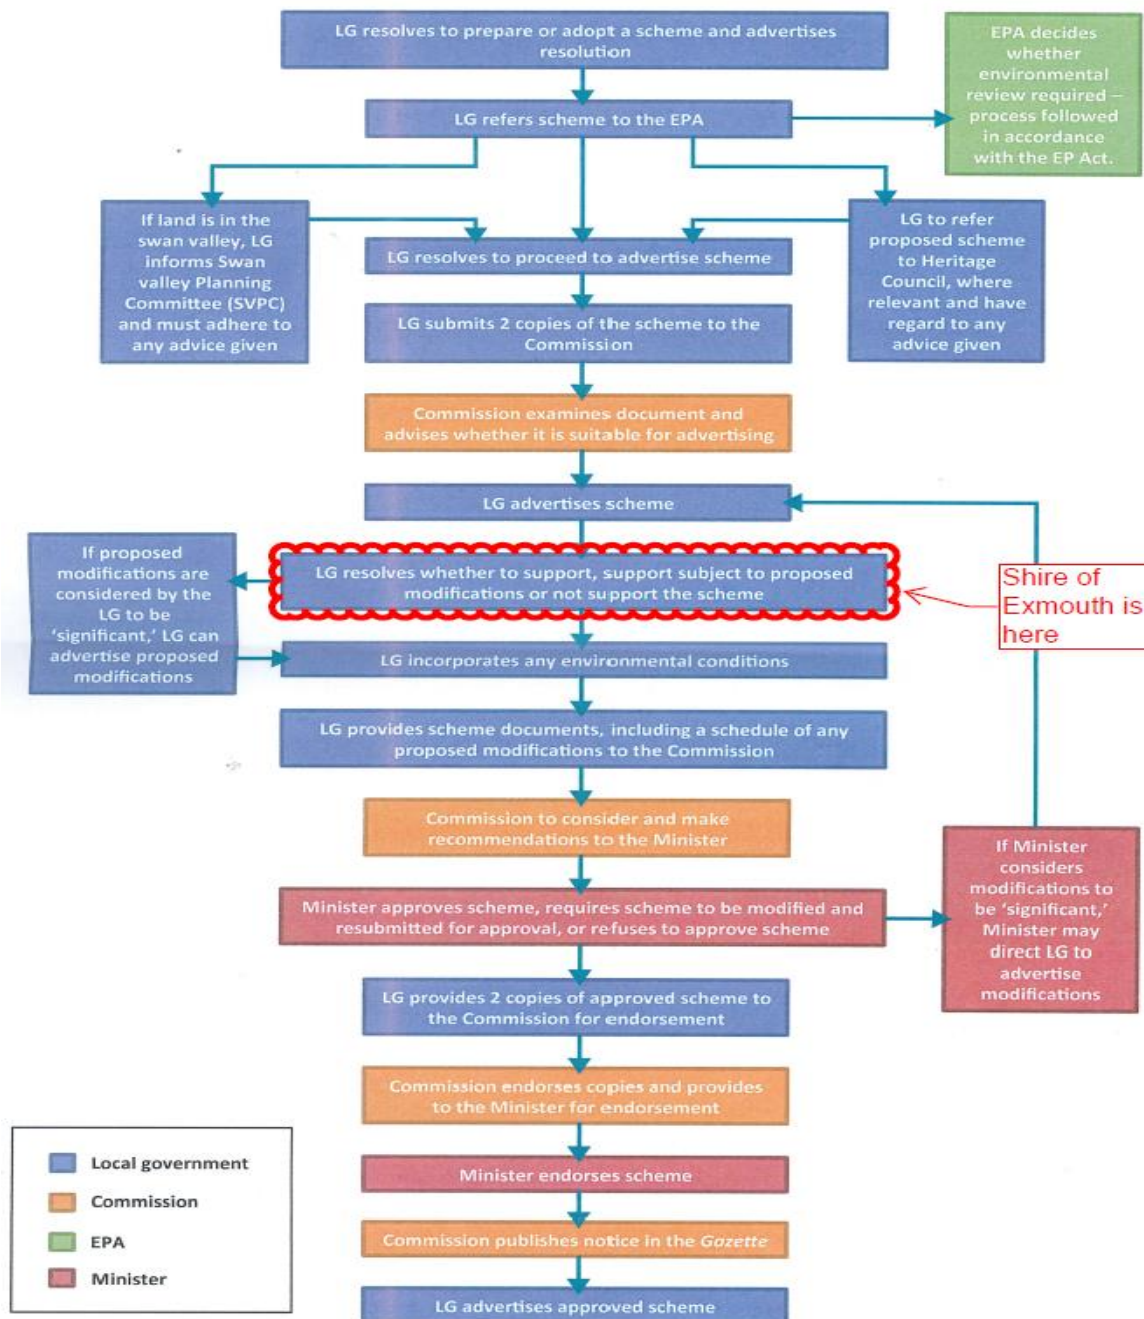 LG resolves to prepare or adopt a scheme and advertises
resolution
EPA decides
whether
environmental
review required –
process followed
in accordance
with the EP Act.
LG refers scheme to the EPA
If land is in the
swan valley, LG
informs Swan
valley Planning
Committee (SVPC)
and must adhere to
any advice given
LG resolves to proceed to advertise scheme
LG to refer
proposed scheme
to Heritage
Council, where
relevant and have
regard to any
advice given
LG submits 2 copies of the scheme to the
Commission
Commission examines document and
advises whether it is suitable for advertising
LG advertises scheme
If proposed
modifications are
considered by the
LG to be
‘significant,’ LG can
advertise proposed
modifications
LG resolves whether to support, support subject to proposed
modifications or not support the scheme
Shire of
Exmouth is
here
LG incorporates any environmental conditions
LG provides scheme documents, including a schedule of any
proposed modifications to the Commission
Commission to consider and make
recommendations to the Minister
Minister approves scheme, requires scheme to be modified and
resubmitted for approval, or refuses to approve scheme
If Minister
considers
modifications to
be ‘significant,’
Minister may
direct LG to
advertise
modifications
LG provides 2 copies of approved scheme to
the Commission for endorsement
Commission endorses copies and provides
to the Minister for endorsement
Minister endorses scheme
Commission publishes notice in the Gazette
LG advertises approved scheme
Local government
Commission
EPA
Minister